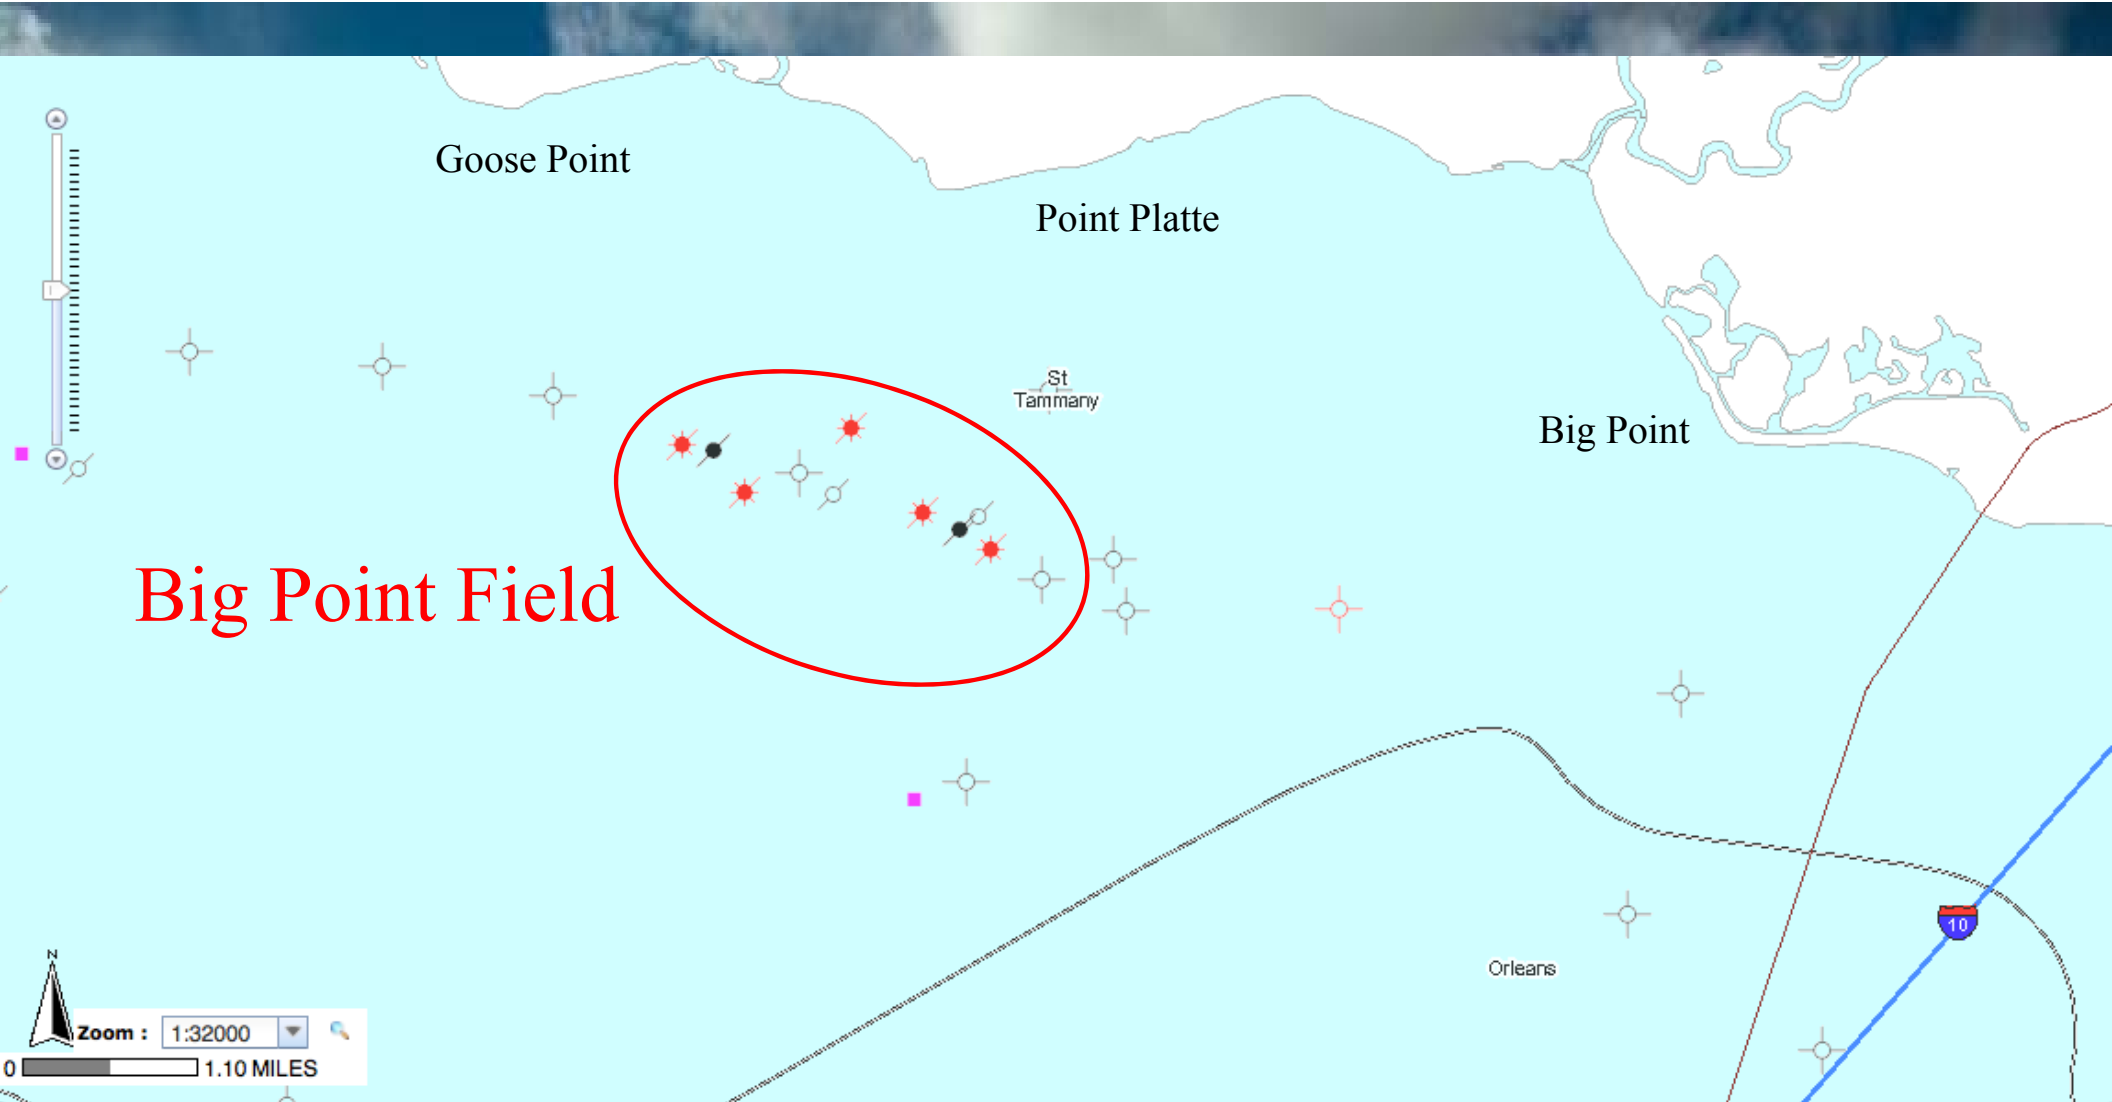 Goose Point
Point Platte
St
Tammany
Big Point
Big Point Field
10
Orleans
N
Zoom : 1:32000
0 1.10 MILES